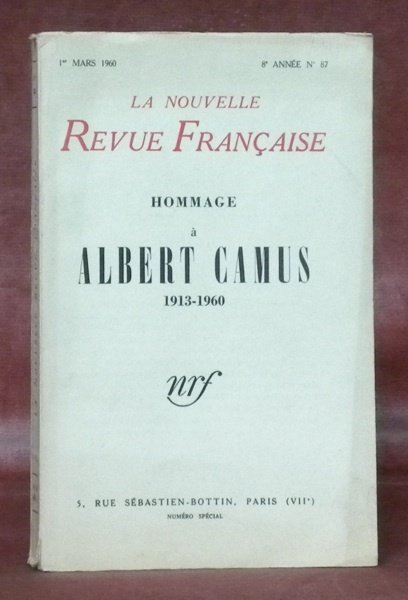 1er MARS 1960 8e ANNÉE N° 87
LA NOUVELLE
REVUE FRANÇAISE
HOMMAGE
à
ALBERT CAMUS
1913-1960
nrf
5, RUE SÉBASTIEN-BOTTIN, PARIS (VIIe)
NUMÉRO SPÉCIAL